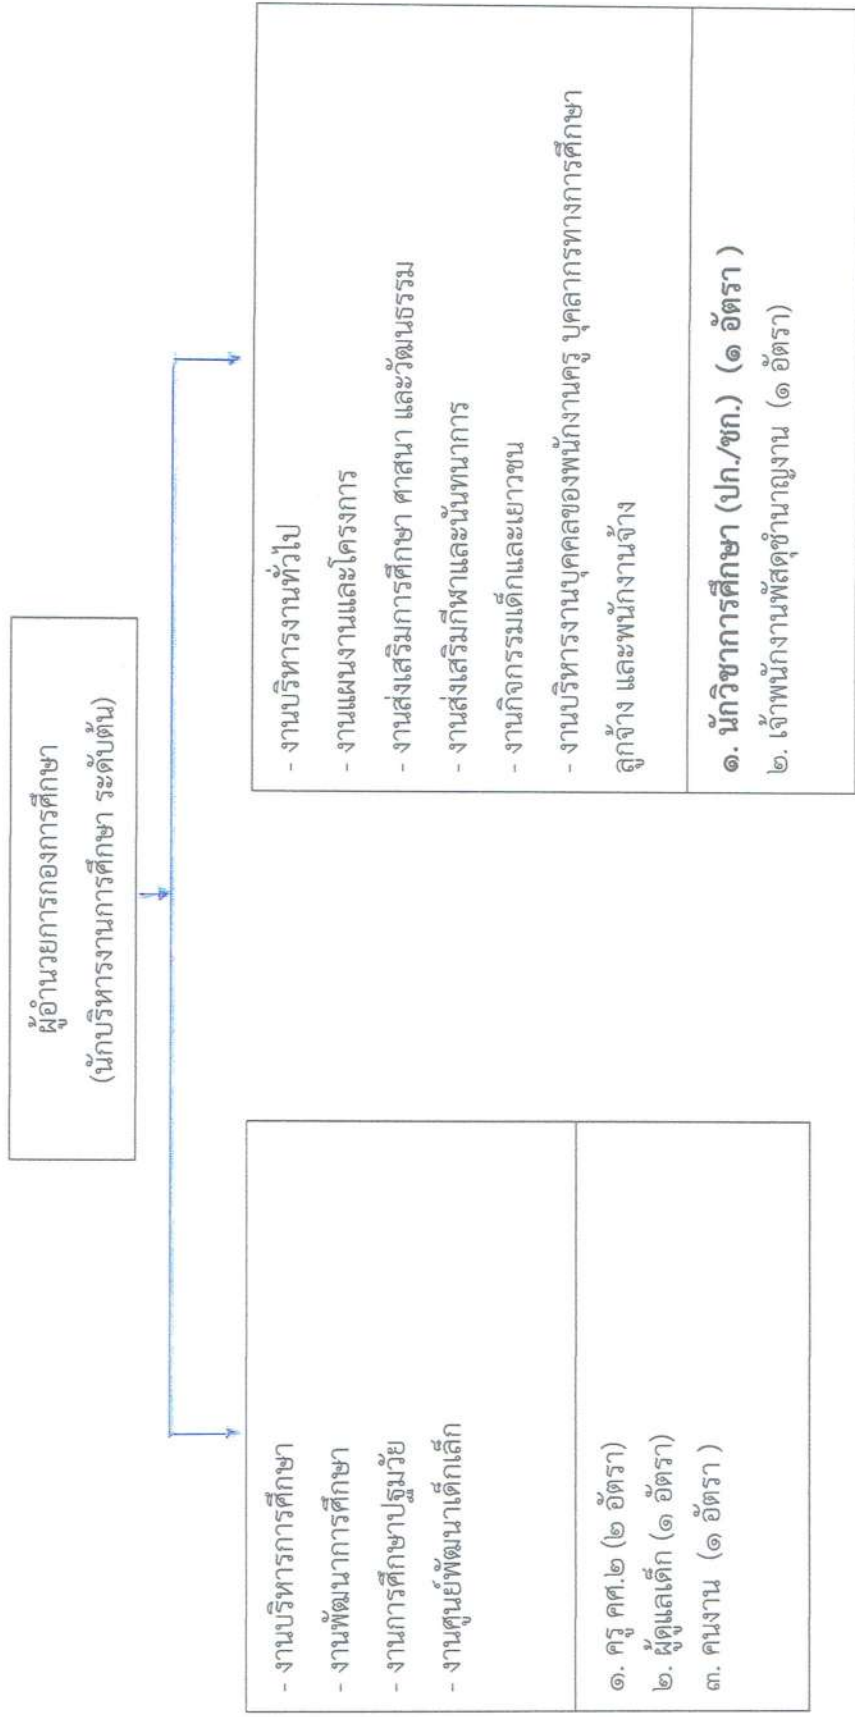 ผู้อำนวยการกองการศึกษา
(นักบริหารงานการศึกษา ระดับต้น)
- งานบริหารการศึกษา
- งานพัฒนาการศึกษา
- งานการศึกษาปฐมวัย
- งานศูนย์พัฒนาเด็กเล็ก
๑. ครู คศ.๒ (๒ อัตรา)
๒. ผู้ดูแลเด็ก (๑ อัตรา)
๓. คนงาน (๑ อัตรา )
- งานบริหารงานทั่วไป
- งานแผนงานและโครงการ
- งานส่งเสริมการศึกษา ศาสนา และวัฒนธรรม
- งานส่งเสริมกีฬาและนันทนาการ
- งานกิจกรรมเด็กและเยาวชน
- งานบริหารงานบุคคลของพนักงานครู บุคลากรทางการศึกษา
ลูกจ้าง และพนักงานจ้าง
๑. นักวิชาการศึกษา (ปก./ชก.) (๑ อัตรา )
๒. เจ้าพนักงานพัสดุชำนาญงาน (๑ อัตรา)